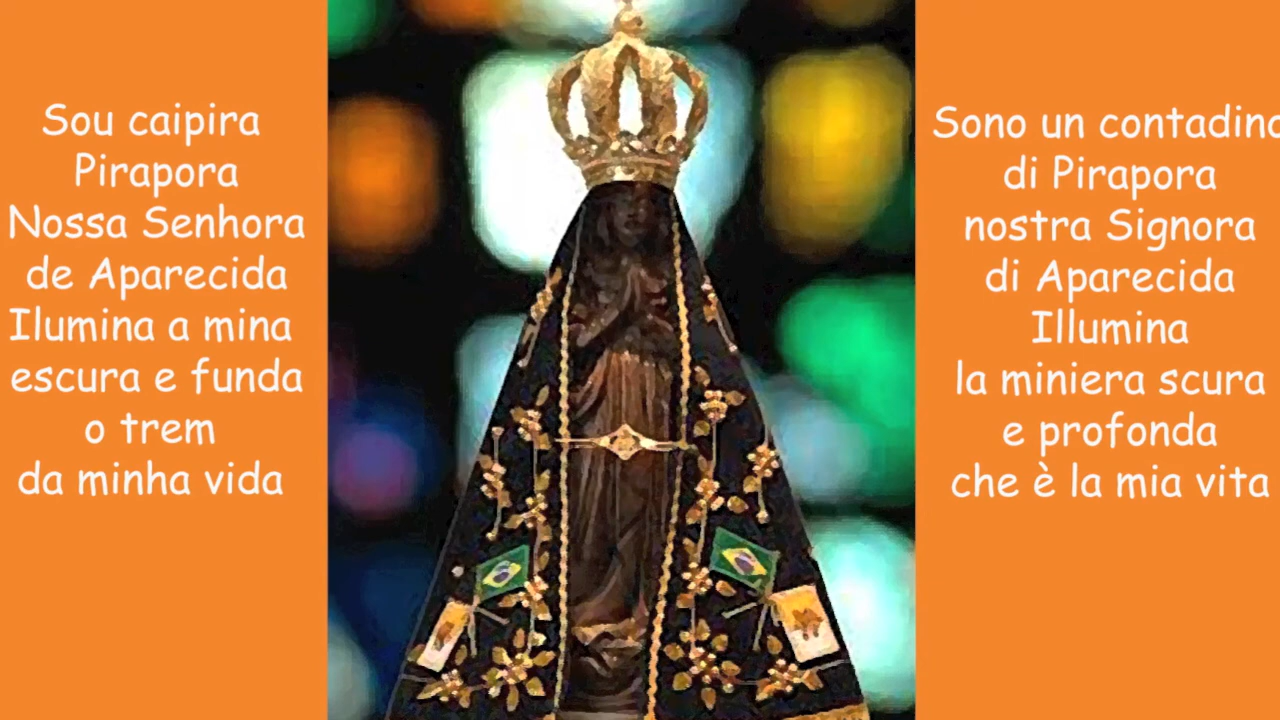 Sou caipira
Pirapora
Nossa Senhora
de Aparecida
Ilumina a mina
escura e funda
o trem
da minha vida
Sono un contadino
di Pirapora
nostra Signora
di Aparecida
Illumina
la miniera scura
e profonda
che è la mia vita